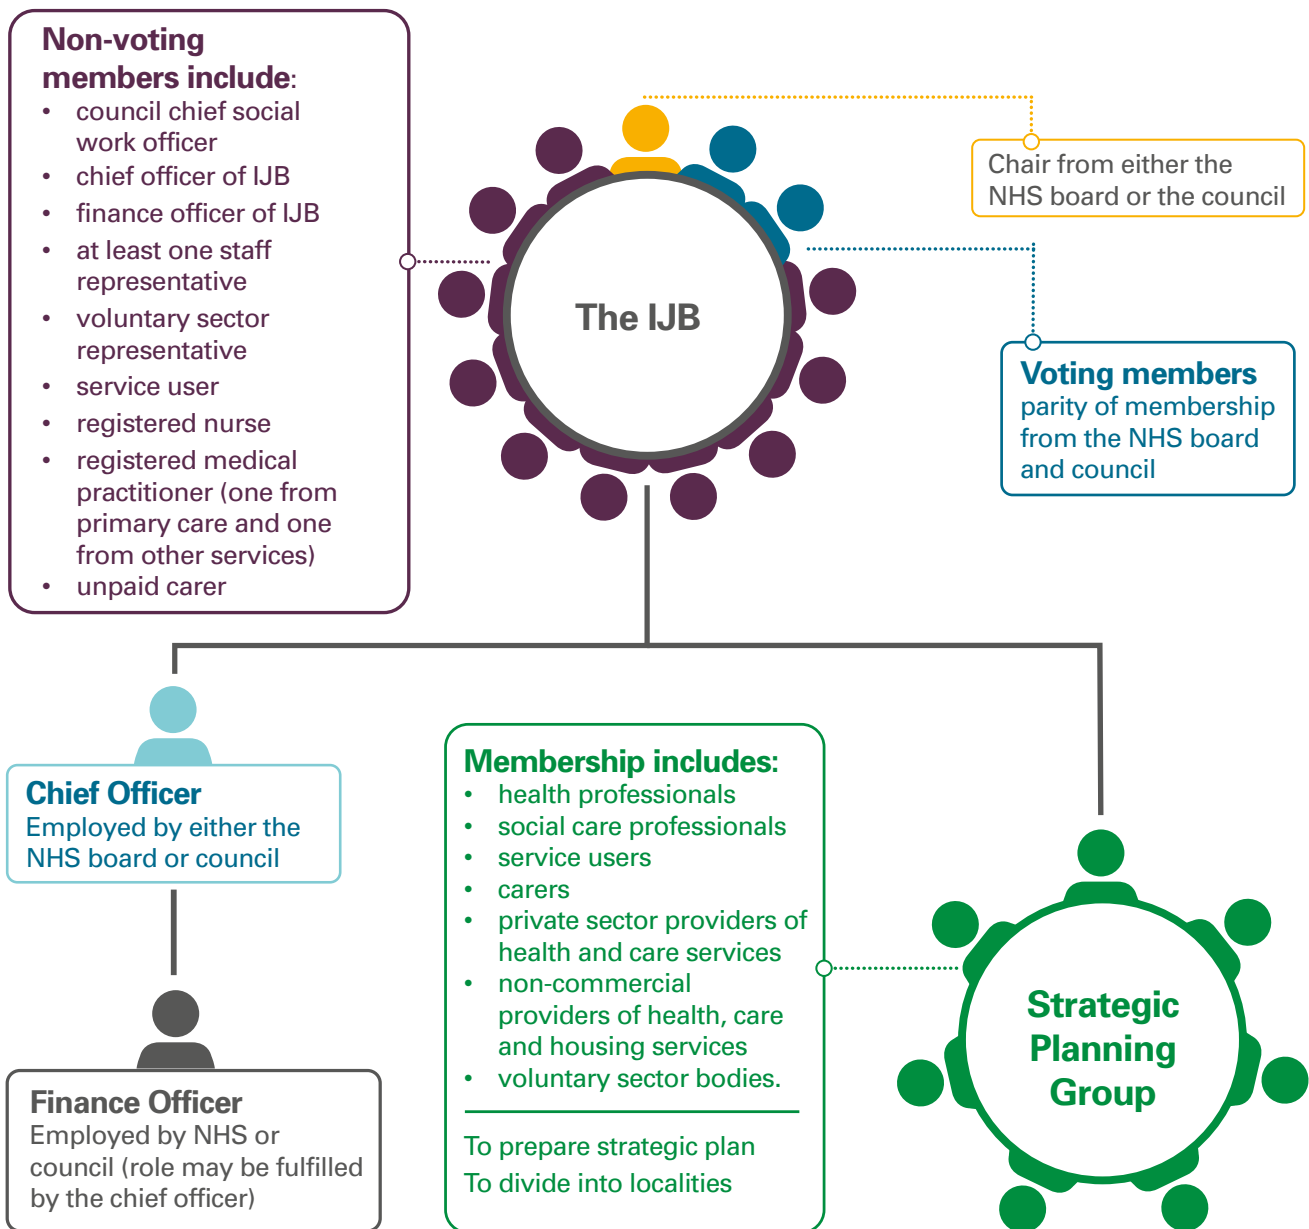 Non-voting
members include:
• council chief social
work officer
• chief officer of IJB
• finance officer of IJB
• at least one staff
representative
• voluntary sector
representative
• service user
• registered nurse
• registered medical
practitioner (one from
primary care and one
from other services)
• unpaid carer
The IJB
Chair from either the
NHS board or the council
Voting members
parity of membership
from the NHS board
and council
Chief Officer
Employed by either the
NHS board or council
Finance Officer
Employed by NHS or
council (role may be fulfilled
by the chief officer)
Membership includes:
• health professionals
• social care professionals
• service users
• carers
• private sector providers of
health and care services
• non-commercial
providers of health, care
and housing services
• voluntary sector bodies.
To prepare strategic plan
To divide into localities
Strategic
Planning
Group